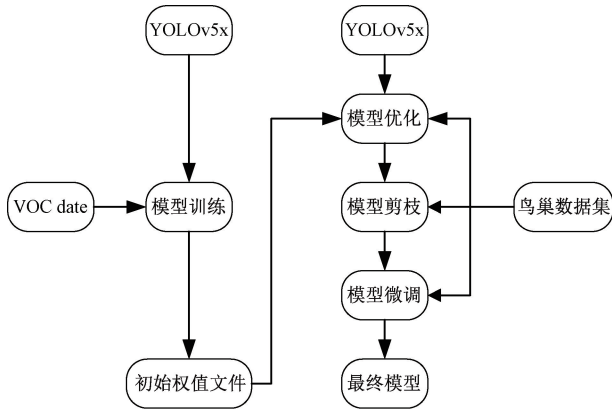 YOLOv5x
YOLOv5x
模型优化
VOC date
模型训练
模型剪枝
鸟巢数据集
模型微调
初始权值文件
最终模型